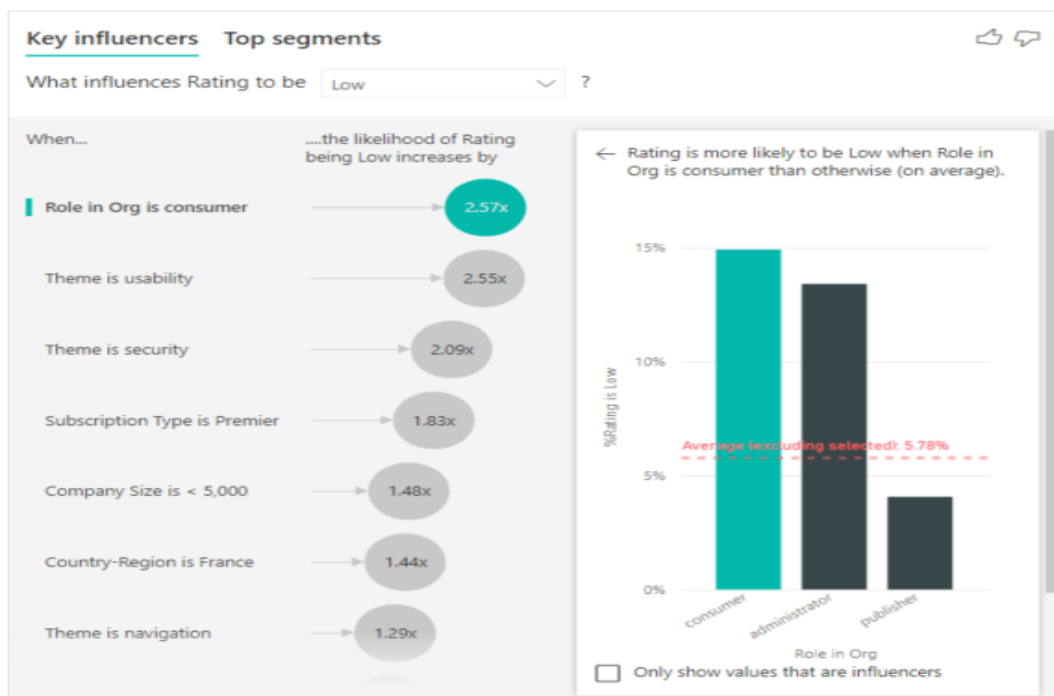 Key influencers Top segments
What influences Rating to be Low ?
When...
....the likelihood of Rating
being Low increases by
Role in Org is consumer 2.57x
Theme is usability 2.55x
Theme is security 2.09x
Subscription Type is Premier 1.83x
Company Size is < 5,000 1.48x
Country-Region is France 1.44x
Theme is navigation 1.29x
Rating is more likely to be Low when Role in
Org is consumer than otherwise (on average).
15%
10%
5%
0%
%Rating is Low
Average (excluding selected): 5.78%
consumer
administrator
publisher
Role in Org
Only show values that are influencers